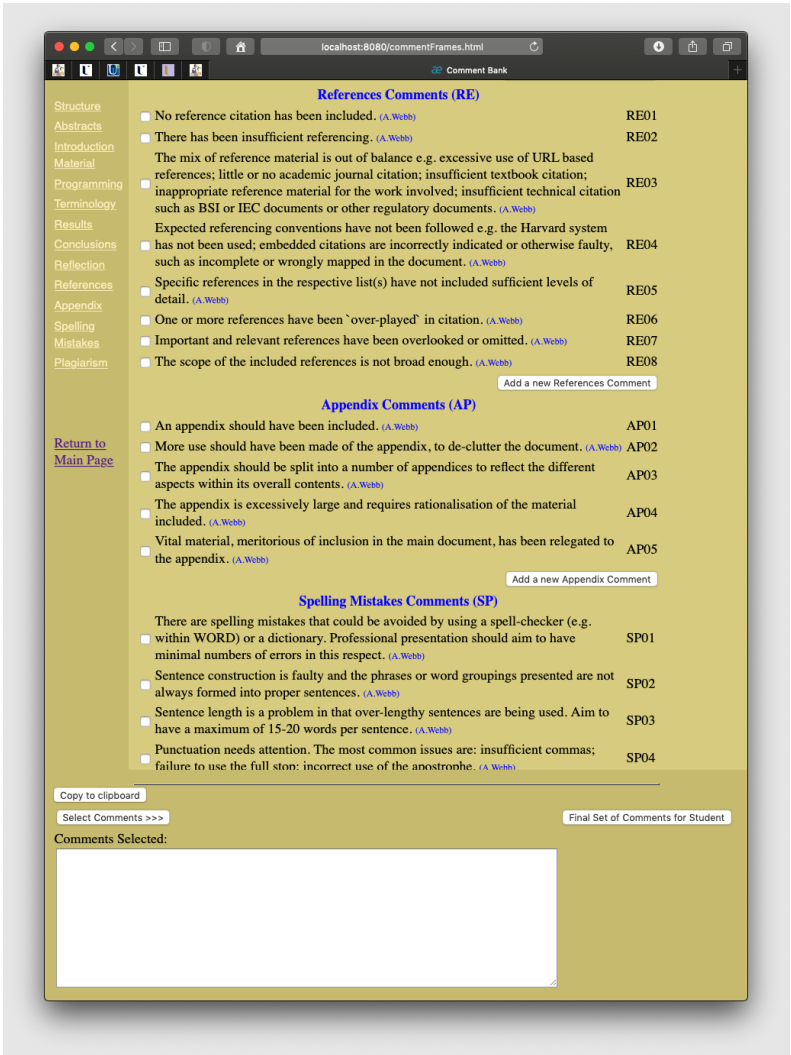 localhost:8080/commentFrames.html
Comment Bank
Structure
Abstracts
Introduction
Material
Programming
Terminology
Results
Conclusions
Reflection
References
Appendix
Spelling
Mistakes
Plagiarism
Return to
Main Page
References Comments (RE)
No reference citation has been included. (A.Webb) RE01
There has been insufficient referencing. (A.Webb) RE02
The mix of reference material is out of balance e.g. excessive use of URL based
references; little or no academic journal citation; insufficient textbook citation;
inappropriate reference material for the work involved; insufficient technical citation RE03
such as BSI or IEC documents or other regulatory documents. (A.Webb)
Expected referencing conventions have not been followed e.g. the Harvard system
has not been used; embedded citations are incorrectly indicated or otherwise faulty, RE04
such as incomplete or wrongly mapped in the document. (A.Webb)
Specific references in the respective list(s) have not included sufficient levels of
detail. (A.Webb) RE05
One or more references have been `over-played` in citation. (A.Webb) RE06
Important and relevant references have been overlooked or omitted. (A.Webb) RE07
The scope of the included references is not broad enough. (A.Webb) RE08
Add a new References Comment
Appendix Comments (AP)
An appendix should have been included. (A.Webb) AP01
More use should have been made of the appendix, to de-clutter the document. (A.Webb) AP02
The appendix should be split into a number of appendices to reflect the different
aspects within its overall contents. (A.Webb) AP03
The appendix is excessively large and requires rationalisation of the material
included. (A.Webb) AP04
Vital material, meritorious of inclusion in the main document, has been relegated to
the appendix. (A.Webb) AP05
Add a new Appendix Comment
Spelling Mistakes Comments (SP)
There are spelling mistakes that could be avoided by using a spell-checker (e.g.
within WORD) or a dictionary. Professional presentation should aim to have SP01
minimal numbers of errors in this respect. (A.Webb)
Sentence construction is faulty and the phrases or word groupings presented are not
always formed into proper sentences. (A.Webb) SP02
Sentence length is a problem in that over-lengthy sentences are being used. Aim to
have a maximum of 15-20 words per sentence. (A.Webb) SP03
Punctuation needs attention. The most common issues are: insufficient commas; SP04
failure to use the full stop; incorrect use of the apostrophe. (A.Webb)
Copy to clipboard
Select Comments >>>
Final Set of Comments for Student
Comments Selected: